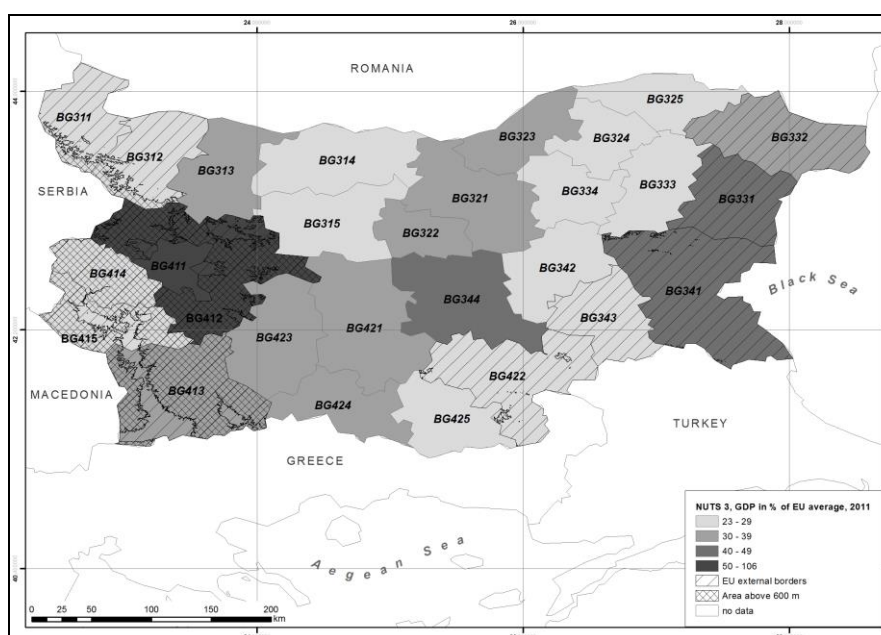 24
26
28
44
ROMANIA
BG325
BG311
BG323
BG324
BG332
BG312
BG314
BG313
BG334
BG333
SERBIA
BG321
BG331
BG315
BG322
BG411
BG342
BG414
Black Sea
BG344
BG341
BG412
BG343
42
BG415
BG423
BG421
BG422
MACEDONIA
BG413
BG424
BG425
TURKEY
GREECE
NUTS 3, GDP in % of EU average, 2011
23 - 29
30 - 39
40 - 49
50 - 106
EU external borders
Area above 600 m
no data
Aegean Sea
40
0 25 50 100 150 200
km